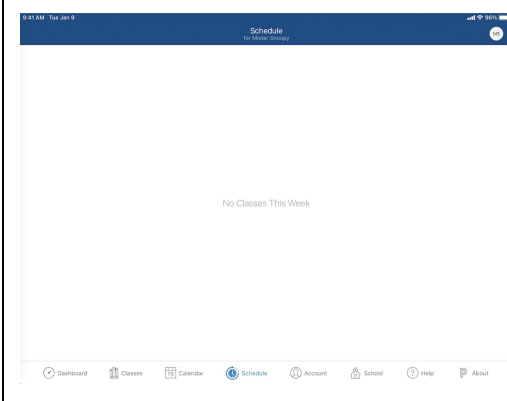 9:41 AM Tue Jan 9 96%
Schedule
for Mister Snoopy
MS
No Classes This Week
Dashboard Classes 19 Calendar Schedule Account School ? Help P About